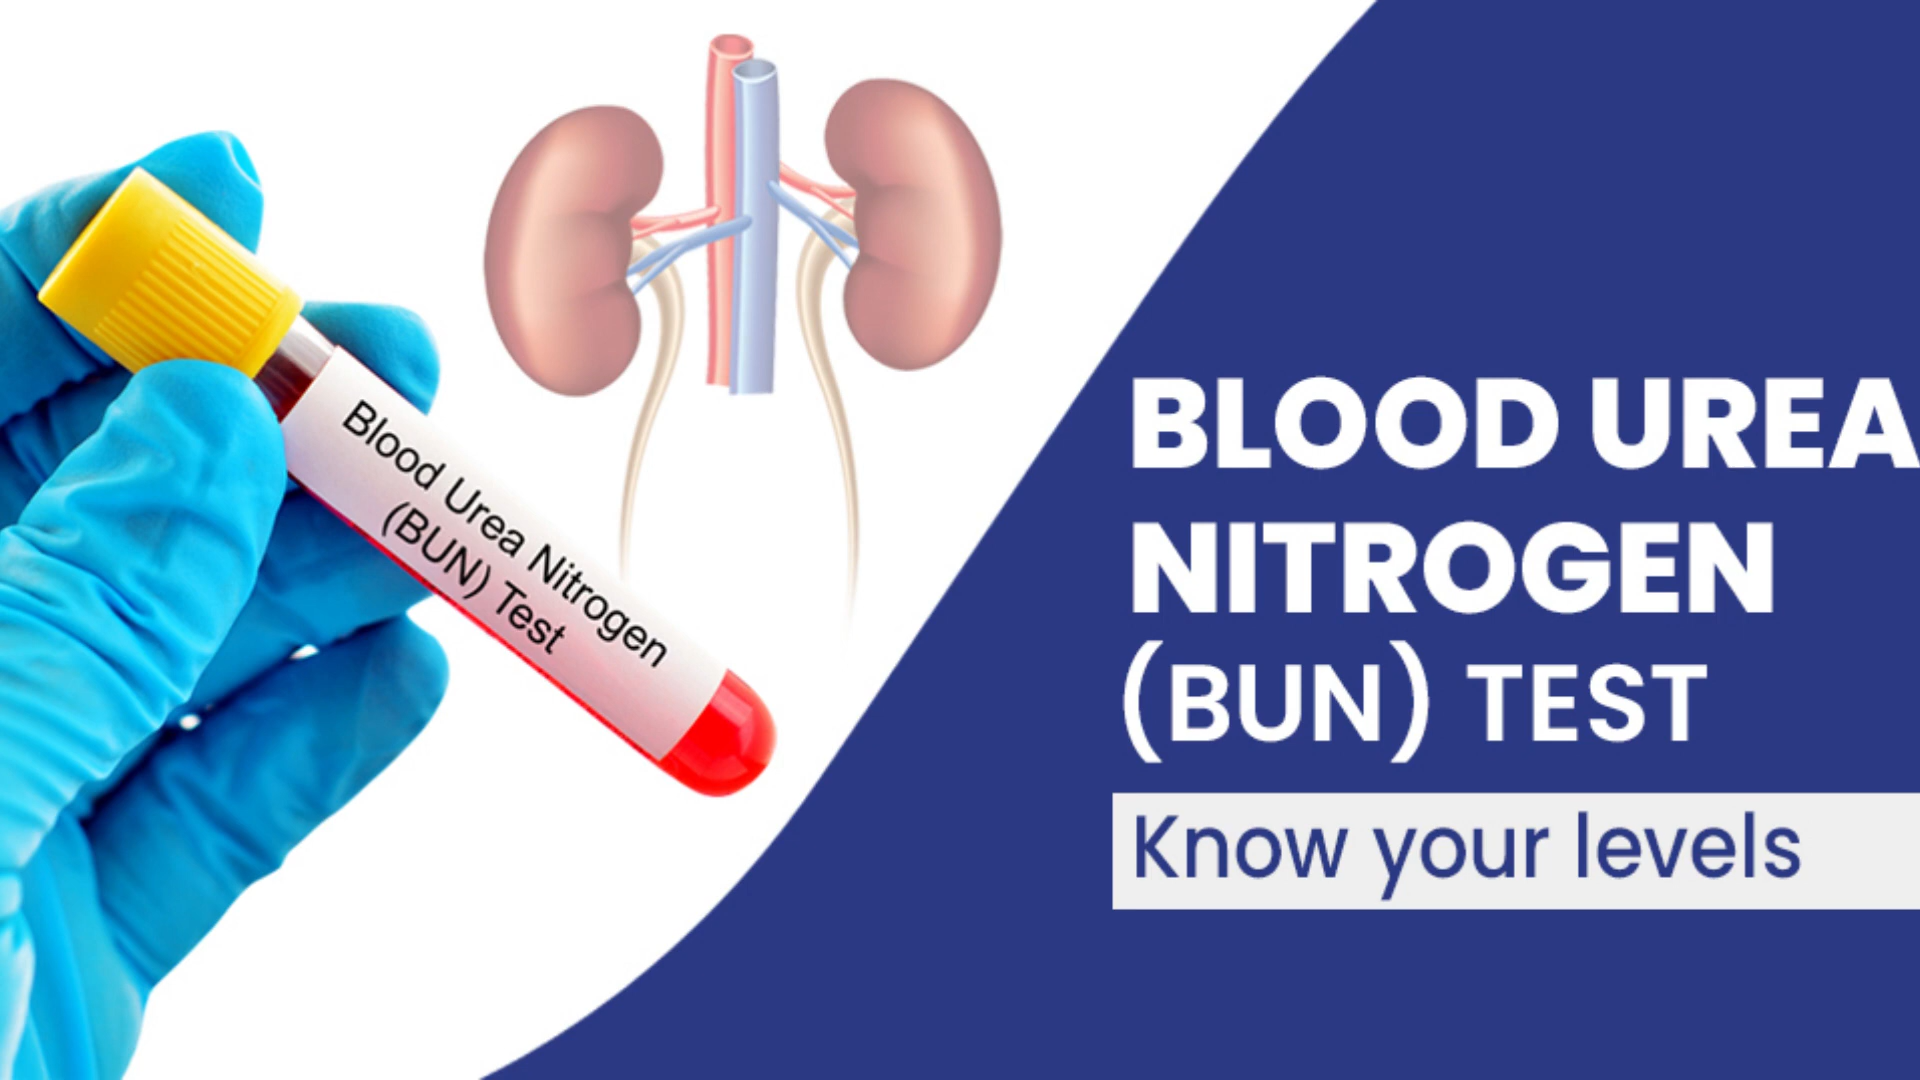 Blood Urea Nitrogen
(BUN) Test
BLOOD UREA
NITROGEN
(BUN) TEST
Know your levels